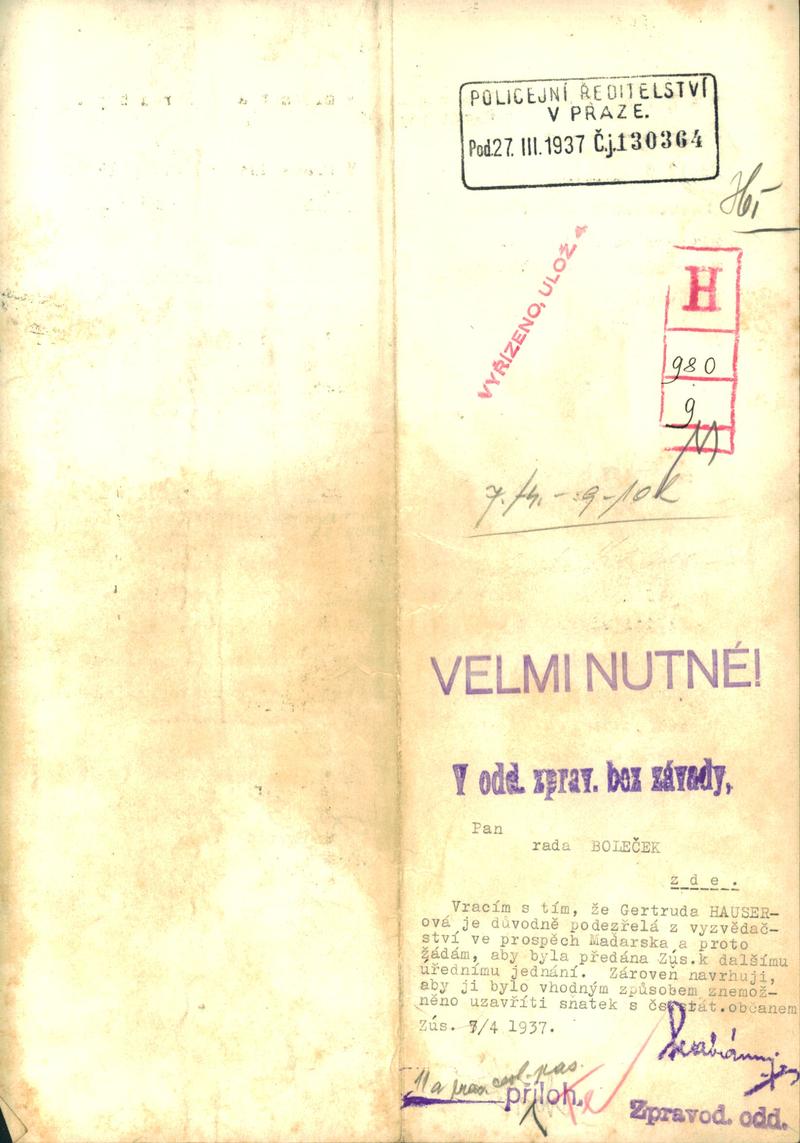 POLICEJNÍ ŘEDITELSTVÍ
V PRAZE.
Pod.27. III.1937 Č.j.130364
VYŘÍZENO, ULOŽ
H
980
9
VELMI NUTNÉ!
V odd. zprav. bez závady,
Pan
rada BOLEČEK
z d e .
Vracím s tím, že Gertruda HAUSER-
ová je důvodně podezřelá z vyzvědač-
ství ve prospěch Maďarska a proto
žádám, aby byla předána Zús.k dalšímu
úřednímu jednání. Zároveň navrhuji,
aby jí bylo vhodným způsobem znemož-
něno uzavříti sňatek s čs.stát.občanem
Zús. 7/4 1937.
příloh.
Zpravod. odd.